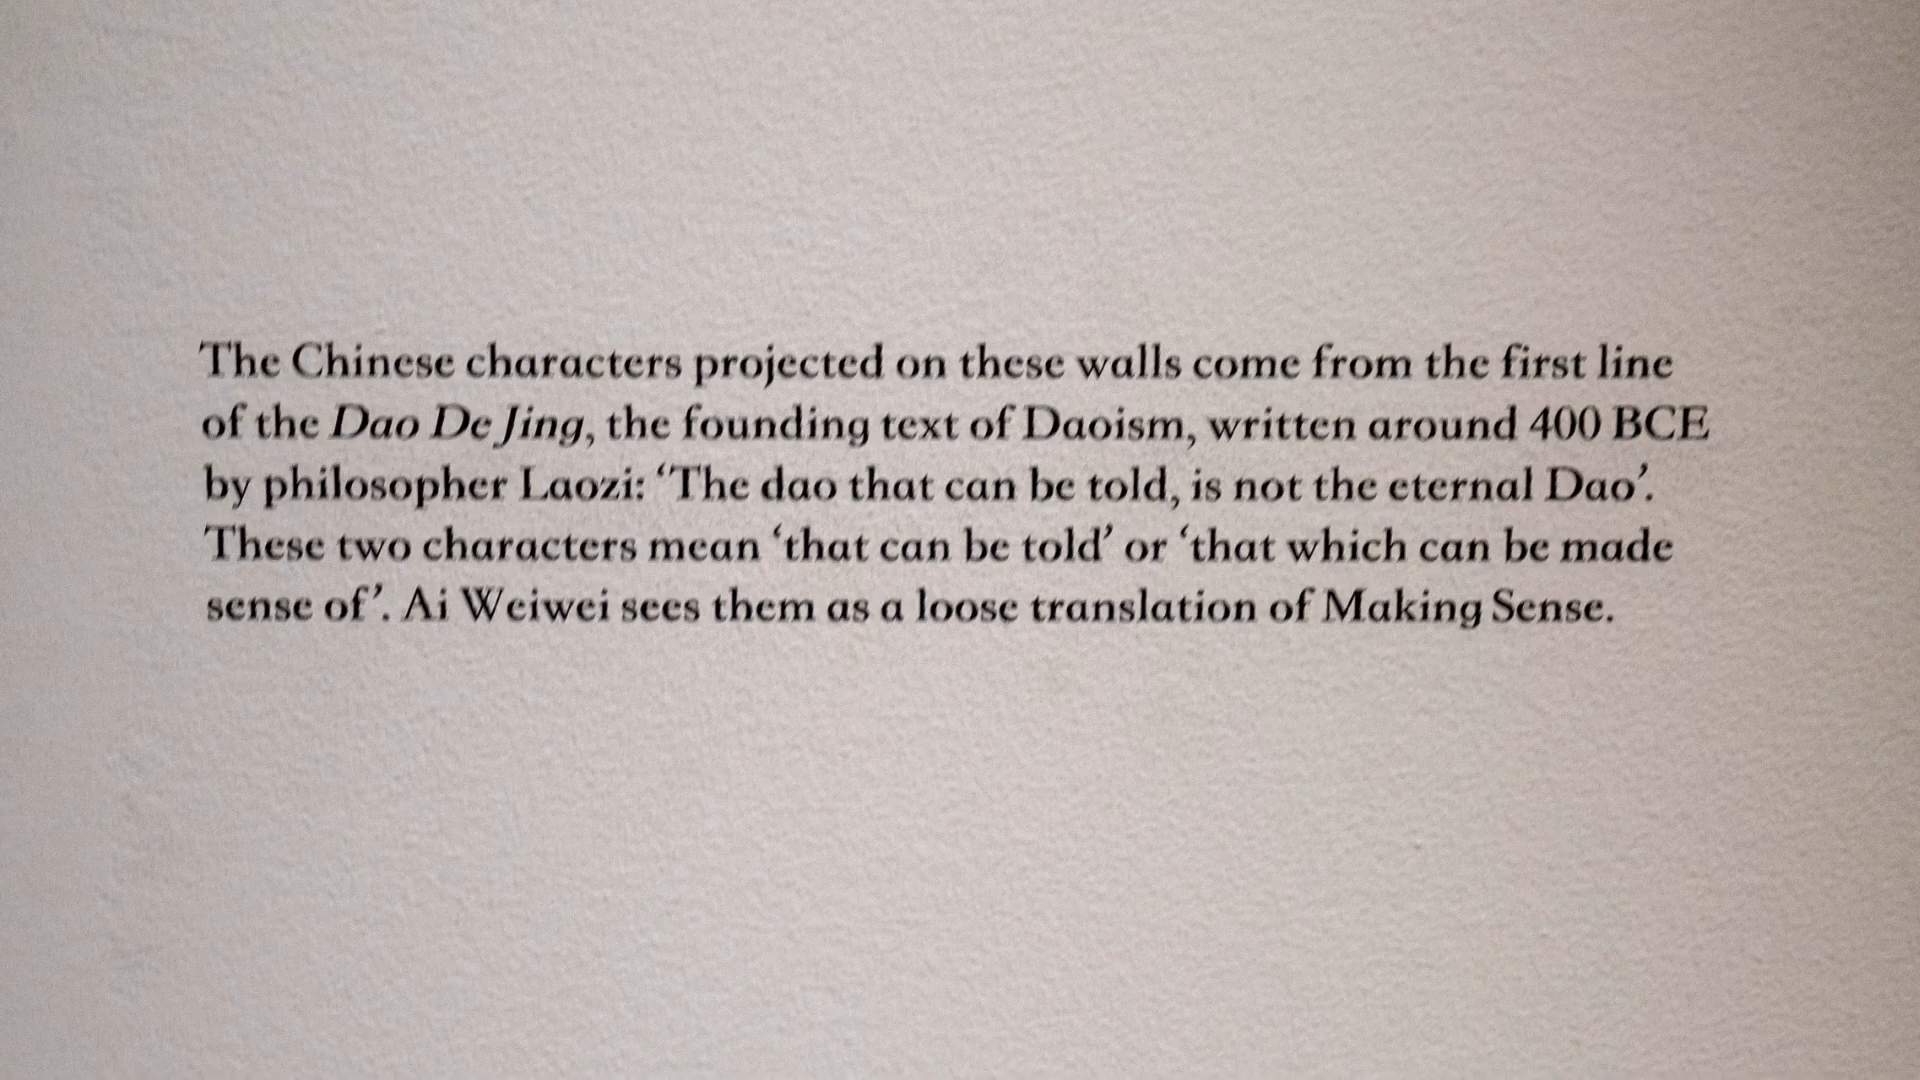 The Chinese characters projected on these walls come from the first line
of the Dao De Jing, the founding text of Daoism, written around 400 BCE
by philosopher Laozi: ‘The dao that can be told, is not the eternal Dao’.
These two characters mean ‘that can be told’ or ‘that which can be made
sense of’. Ai Weiwei sees them as a loose translation of Making Sense.